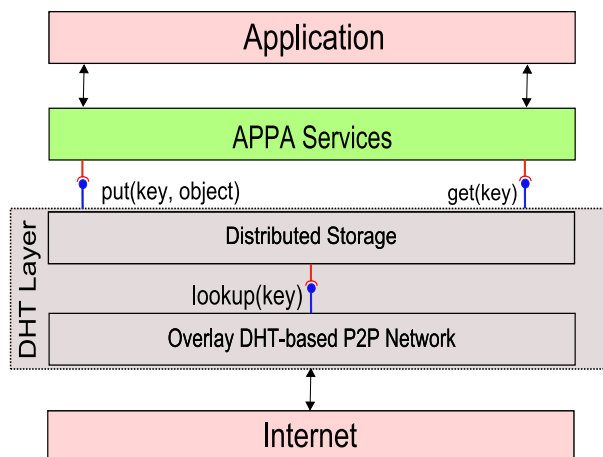 Application
APPA Services
put(key, object)
get(key)
DHT Layer
Distributed Storage
lookup(key)
Overlay DHT-based P2P Network
Internet